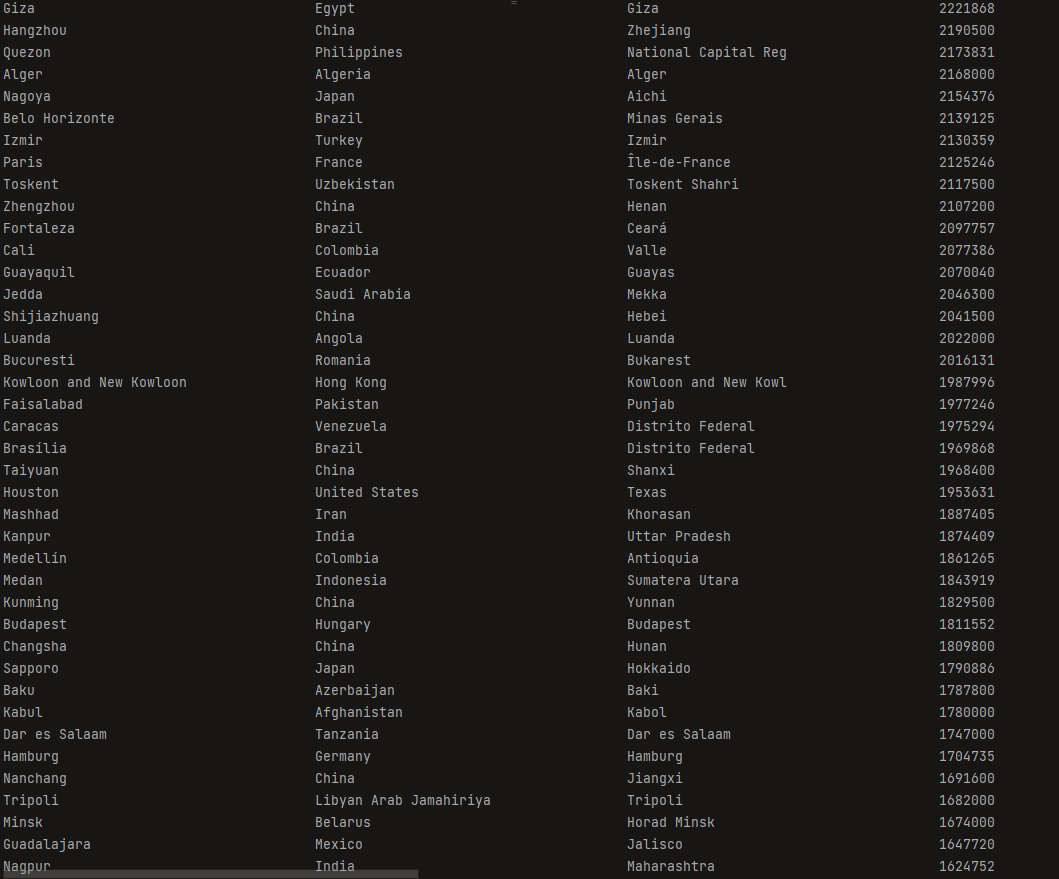 Giza Egypt Giza 2221868
Hangzhou China Zhejiang 2190500
Quezon Philippines National Capital Reg 2173831
Alger Algeria Alger 2168000
Nagoya Japan Aichi 2154376
Belo Horizonte Brazil Minas Gerais 2139125
Izmir Turkey Izmir 2130359
Paris France Île-de-France 2125246
Toskent Uzbekistan Toskent Shahri 2117500
Zhengzhou China Henan 2107200
Fortaleza Brazil Ceará 2097757
Cali Colombia Valle 2077386
Guayaquil Ecuador Guayas 2070040
Jedda Saudi Arabia Mekka 2046300
Shijiazhuang China Hebei 2041500
Luanda Angola Luanda 2022000
Bucuresti Romania Bukarest 2016131
Kowloon and New Kowloon Hong Kong Kowloon and New Kowl 1987996
Faisalabad Pakistan Punjab 1977246
Caracas Venezuela Distrito Federal 1975294
Brasília Brazil Distrito Federal 1969868
Taiyuan China Shanxi 1968400
Houston United States Texas 1953631
Mashhad Iran Khorasan 1887405
Kanpur India Uttar Pradesh 1874409
Medellín Colombia Antioquia 1861265
Medan Indonesia Sumatera Utara 1843919
Kunming China Yunnan 1829500
Budapest Hungary Budapest 1811552
Changsha China Hunan 1809800
Sapporo Japan Hokkaido 1790886
Baku Azerbaijan Baki 1787800
Kabul Afghanistan Kabol 1780000
Dar es Salaam Tanzania Dar es Salaam 1747000
Hamburg Germany Hamburg 1704735
Nanchang China Jiangxi 1691600
Tripoli Libyan Arab Jamahiriya Tripoli 1682000
Minsk Belarus Horad Minsk 1674000
Guadalajara Mexico Jalisco 1647720
Nagpur India Maharashtra 1624752